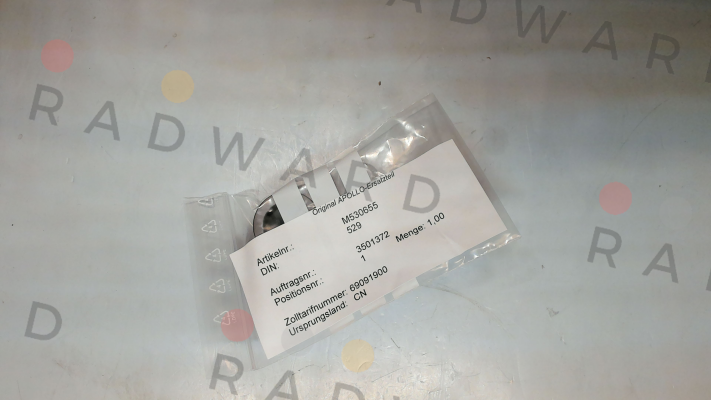 RADWARD
RADWARD
RAD
D
RADWARD
Original APOLLO-Ersatzteil
Artikelnr.: M530655
DIN: 529
Auftragsnr.: 3501372
Positionsnr.: 1 Menge: 1,00
Zolltarifnummer: 69091900
Ursprungsland: CN